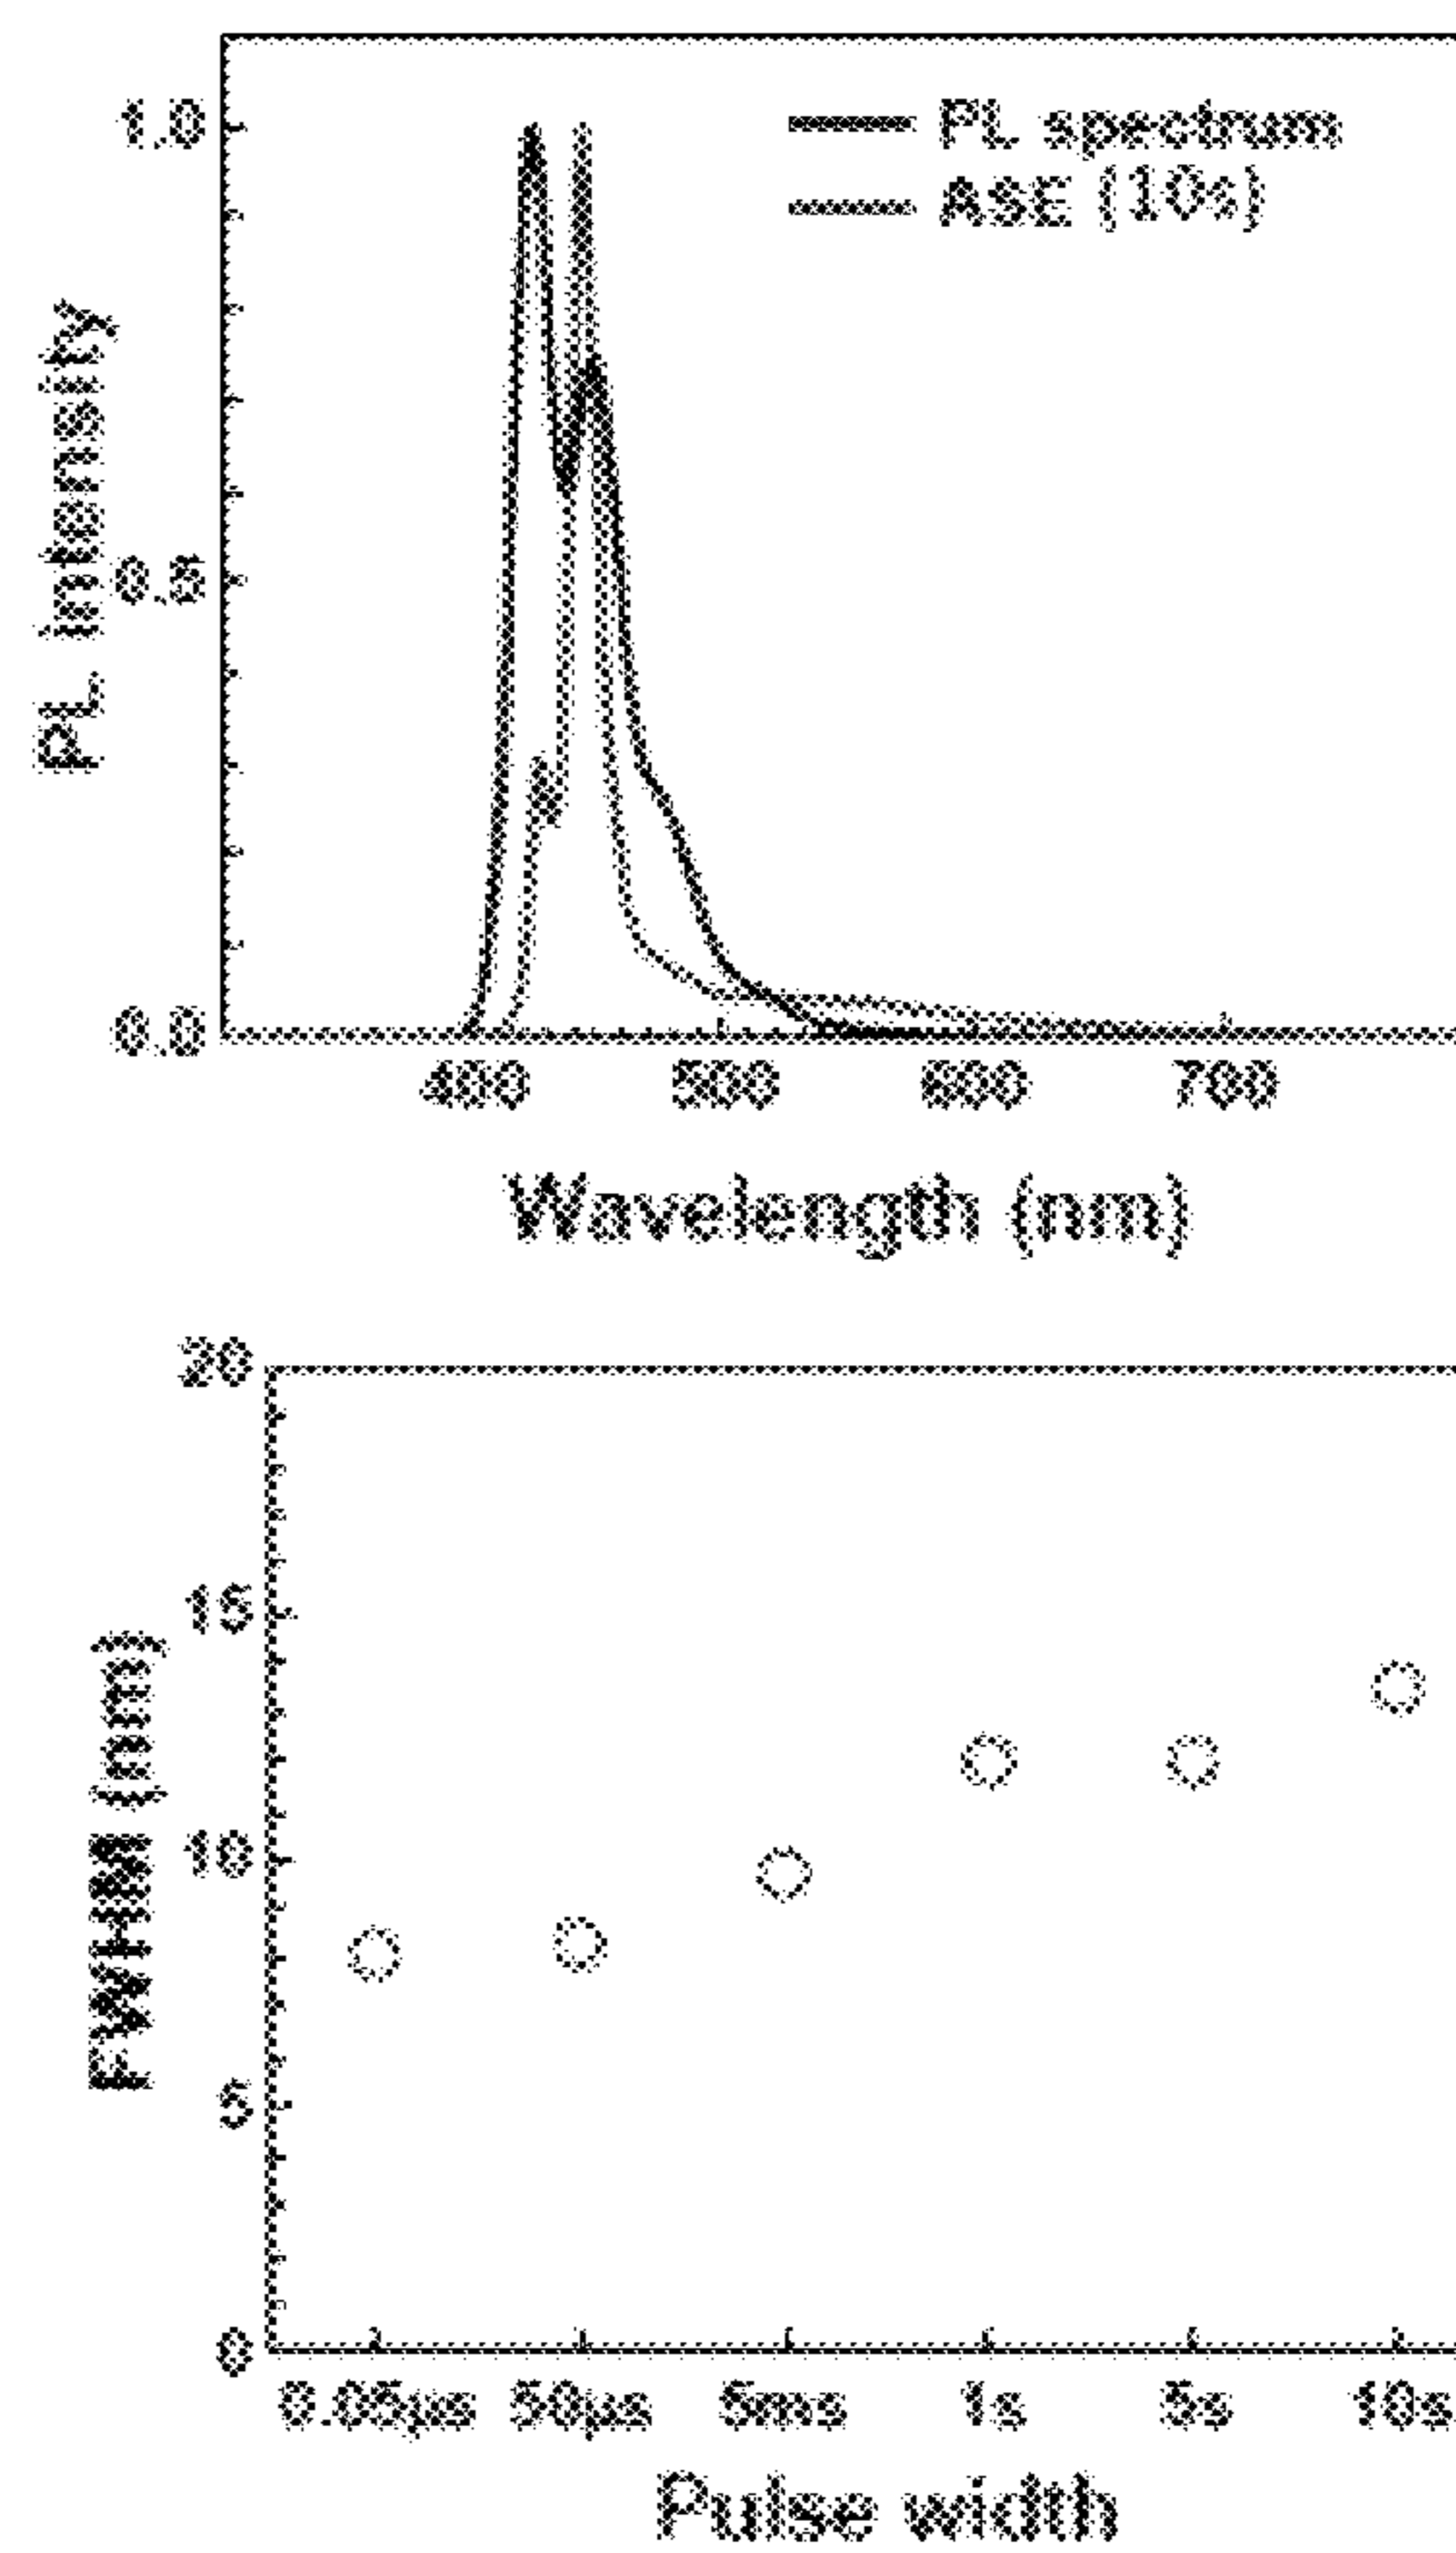 1.0
PL spectrum
ASE (10s)
PL intensity
0.5
0.0
400 500 600 700
Wavelength (nm)
20
15
FWHM (nm)
10
5
0
0.05µs 50µs 5ms 1s 5s 10s
Pulse width